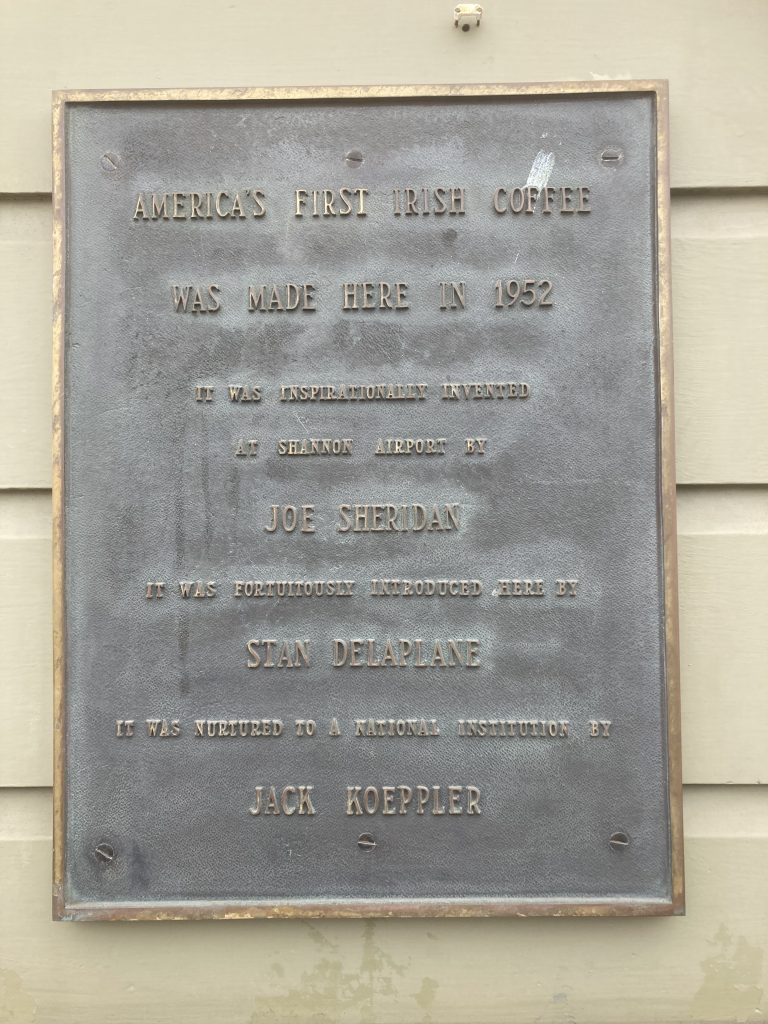 AMERICA'S FIRST IRISH COFFEE
WAS MADE HERE IN 1952
IT WAS INSPIRATIONALLY INVENTED
AT SHANNON AIRPORT BY
JOE SHERIDAN
IT WAS FORTUITOUSLY INTRODUCED HERE BY
STAN DELAPLANE
IT WAS NURTURED TO A NATIONAL INSTITUTION BY
JACK KOEPPLER